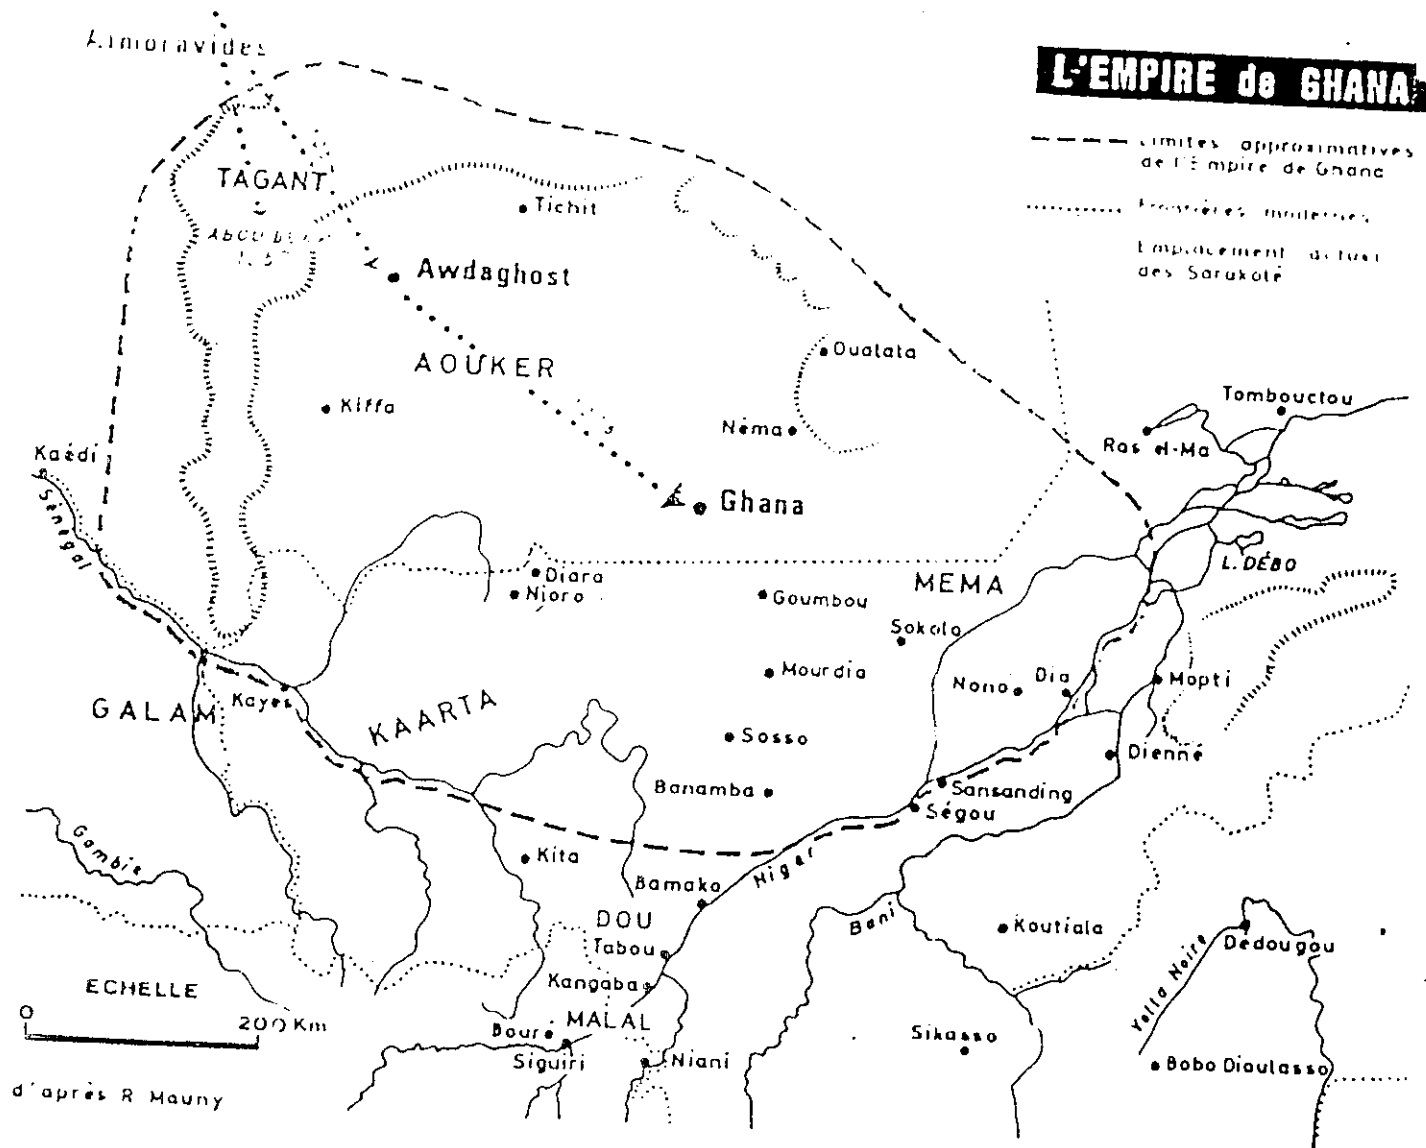 Almoravides
L'EMPIRE de GHANA
Limites approximatives
de l'Empire de Ghana
Frontières modernes
Emplacement actuel
des Sarakolé
TAGANT
Tichit
Awdaghost
AOUKER
Oualata
Kiffa
Néma
Tombouctou
Ras el-Ma
Kaédi
Sénégal
Ghana
L. DÉBO
Diara
Nioro
MEMA
Goumbou
Sokolo
Mourdia
Nono
Dia
Mopti
GALAM
Kayes
KAARTA
Sosso
Dienné
Banamba
Sansanding
Ségou
Gambie
Kita
Niger
Bamako
DOU
Bani
Koutiala
Tabou
Volta Noire
Dédougou
Kangaba
ECHELLE
0
200 Km
MALAL
Bouri
Siguiri
Niani
Sikasso
Bobo Dioulasso
d'après R Mauny